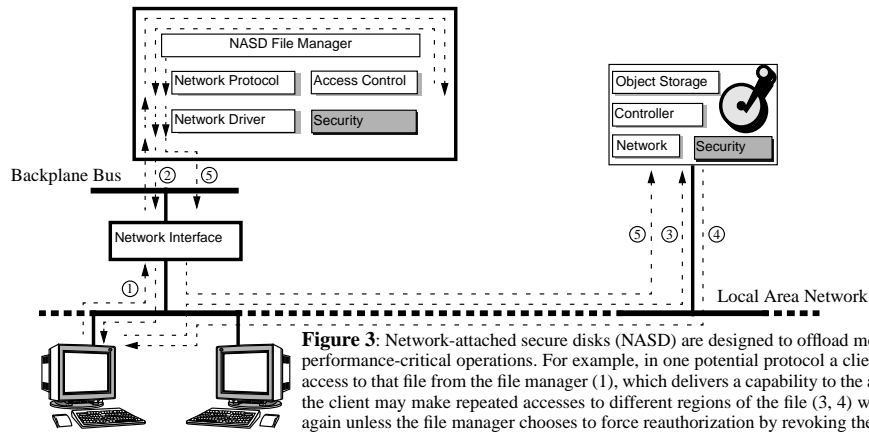 NASD File Manager
Network Protocol
Access Control
Network Driver
Security
Object Storage
Controller
Network
Security
Backplane Bus
②
⑤
Network Interface
⑤
③
④
①
Local Area Network
Figure 3: Network-attached secure disks (NASD) are designed to offload
performance-critical operations. For example, in one potential protocol a
access to that file from the file manager (1), which delivers a capability to the
the client may make repeated accesses to different regions of the file (3, 4)
again unless the file manager chooses to force reauthorization by revoking the